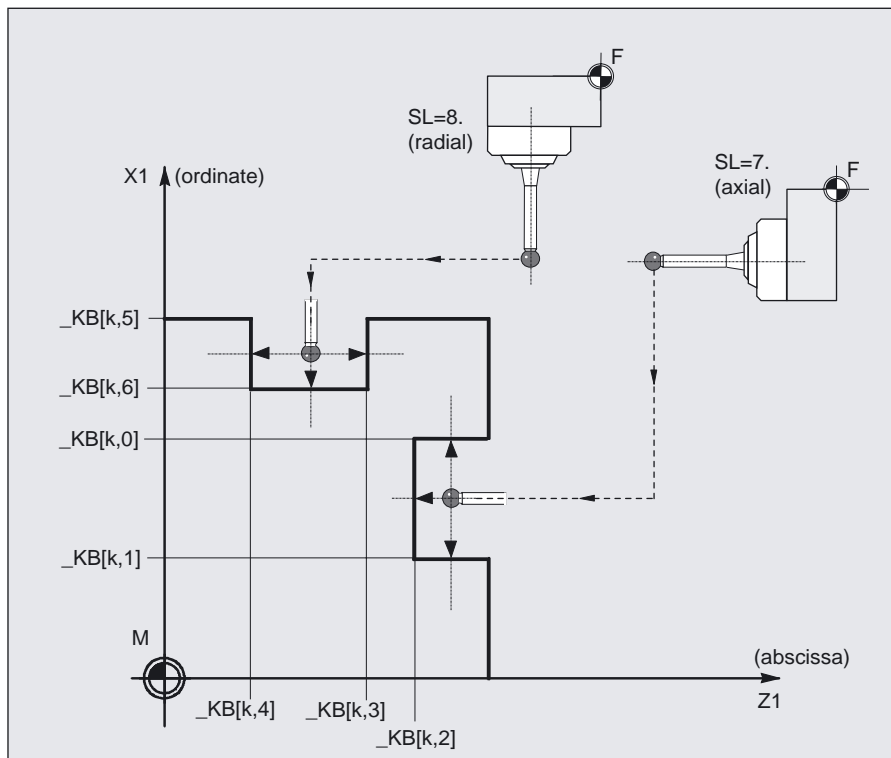 F
SL=8.
(radial)
SL=7.
(axial)
F
X1
(ordinate)
_KB[k,5]
_KB[k,6]
_KB[k,0]
_KB[k,1]
M
(abscissa)
Z1
_KB[k,4]
_KB[k,3]
_KB[k,2]